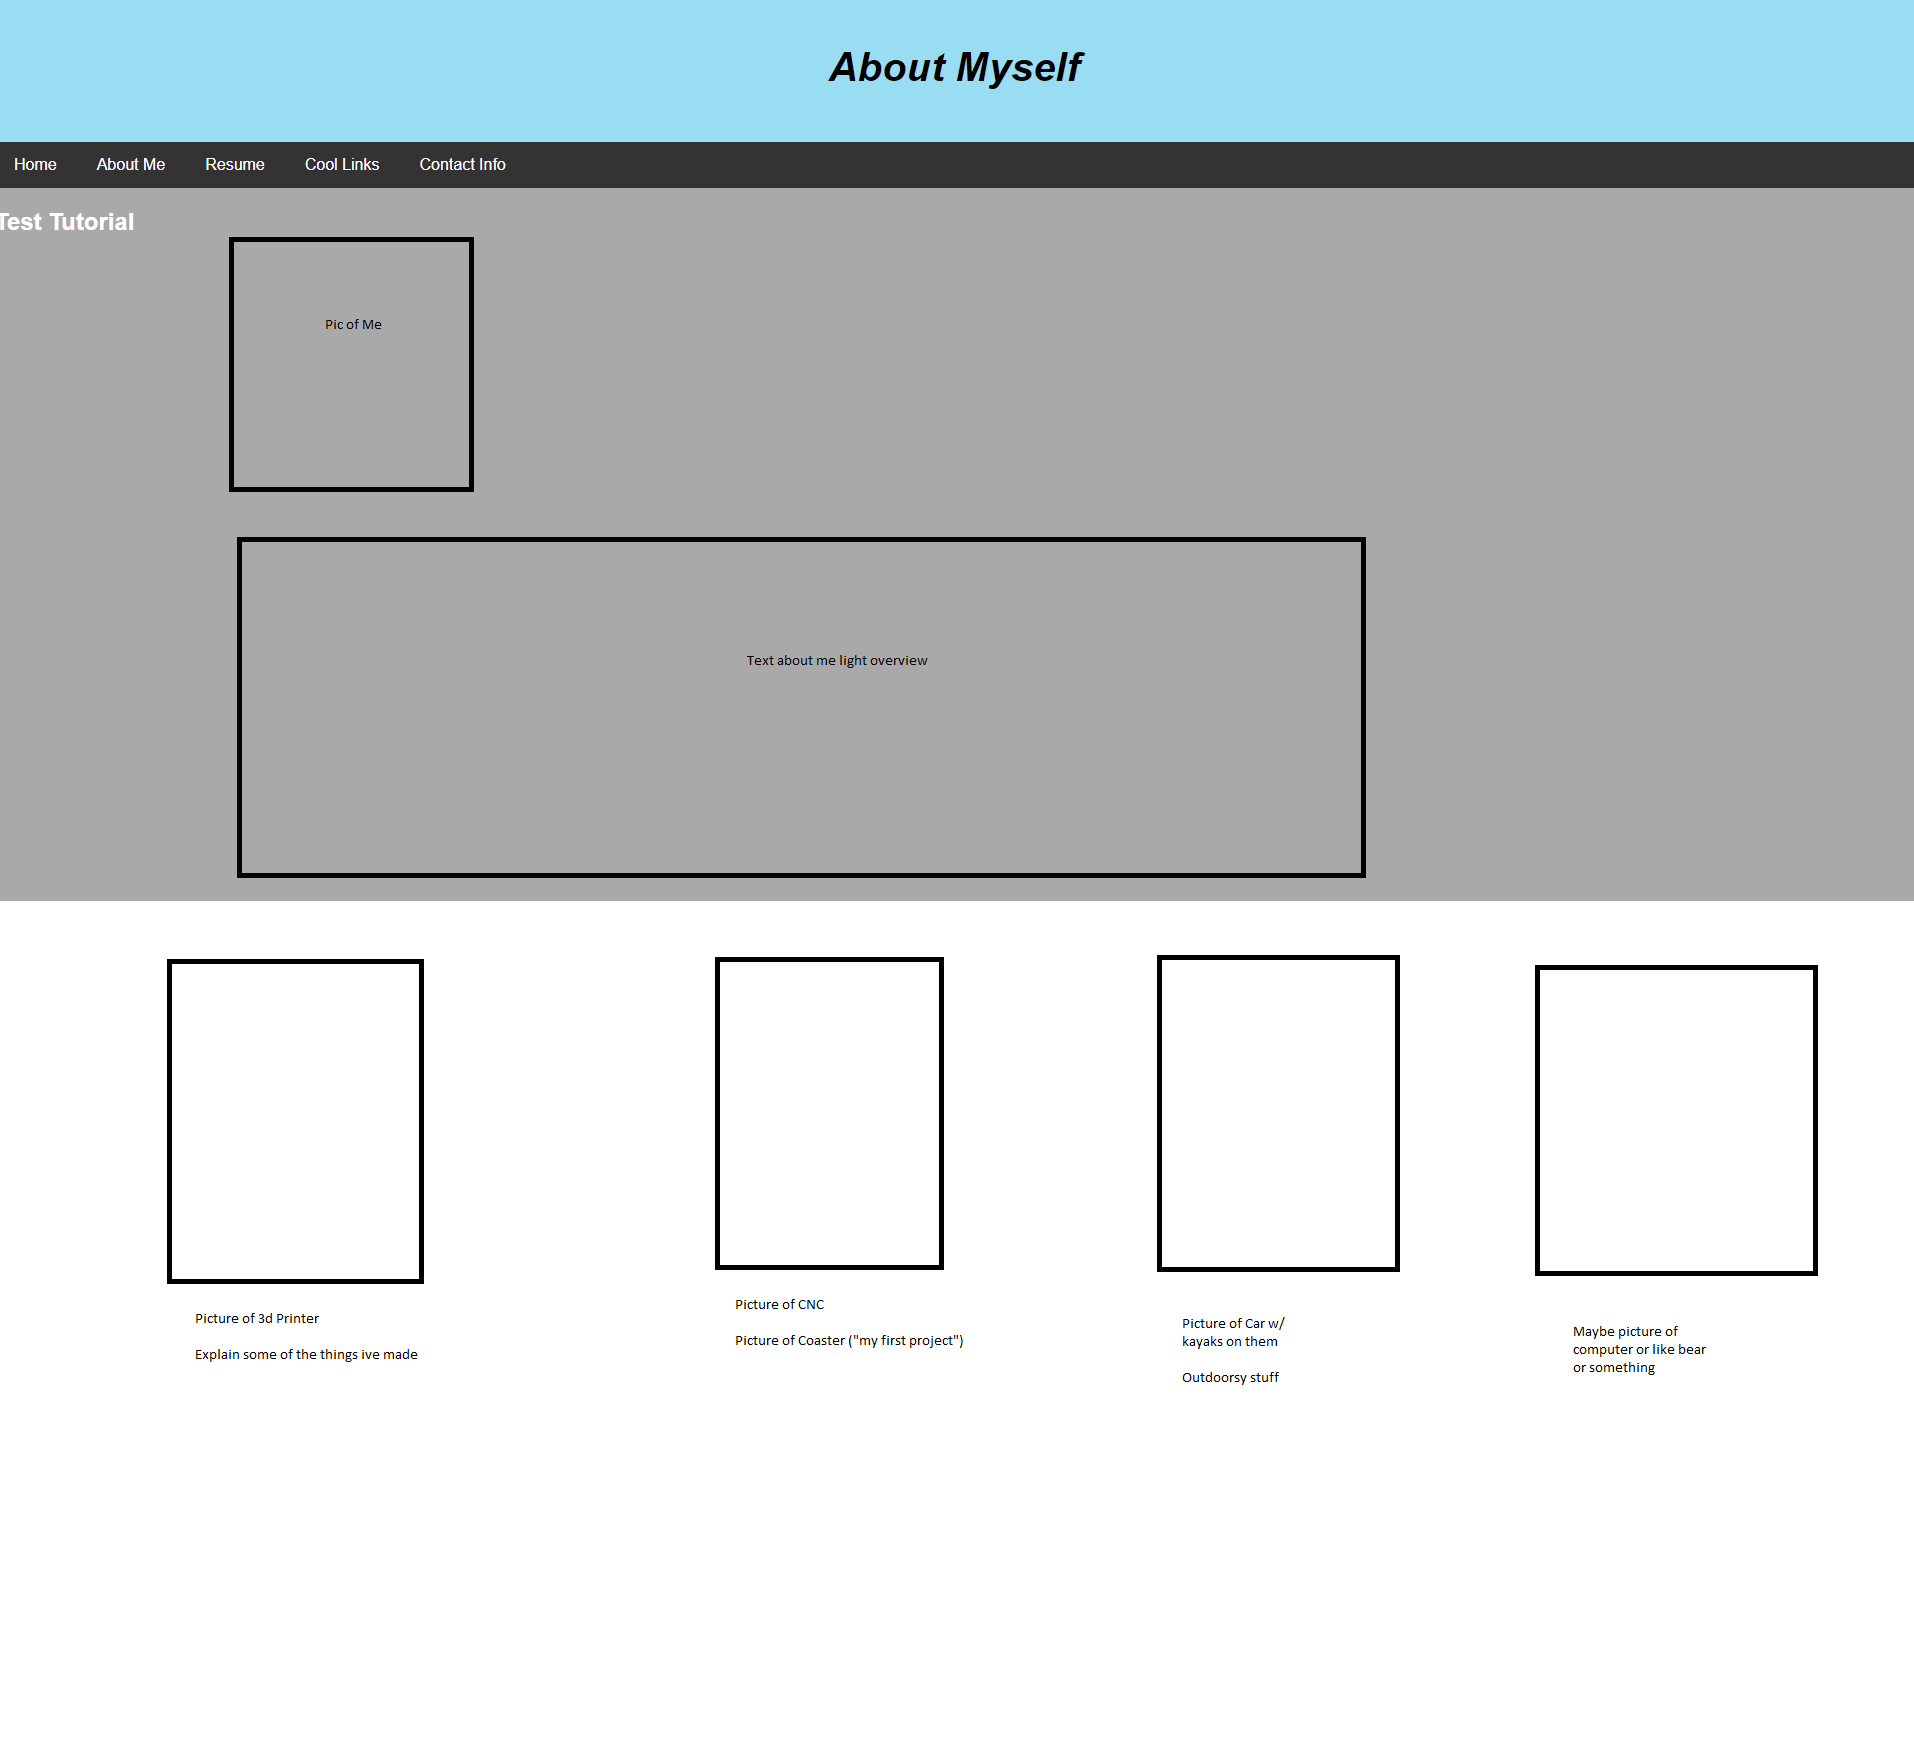 About Myself
Home About Me Resume Cool Links Contact Info
Test Tutorial
Pic of Me
Text about me light overview
Picture of 3d Printer
Explain some of the things ive made
Picture of CNC
Picture of Coaster ("my first project")
Picture of Car w/
kayaks on them
Outdoorsy stuff
Maybe picture of
computer or like bear
or something